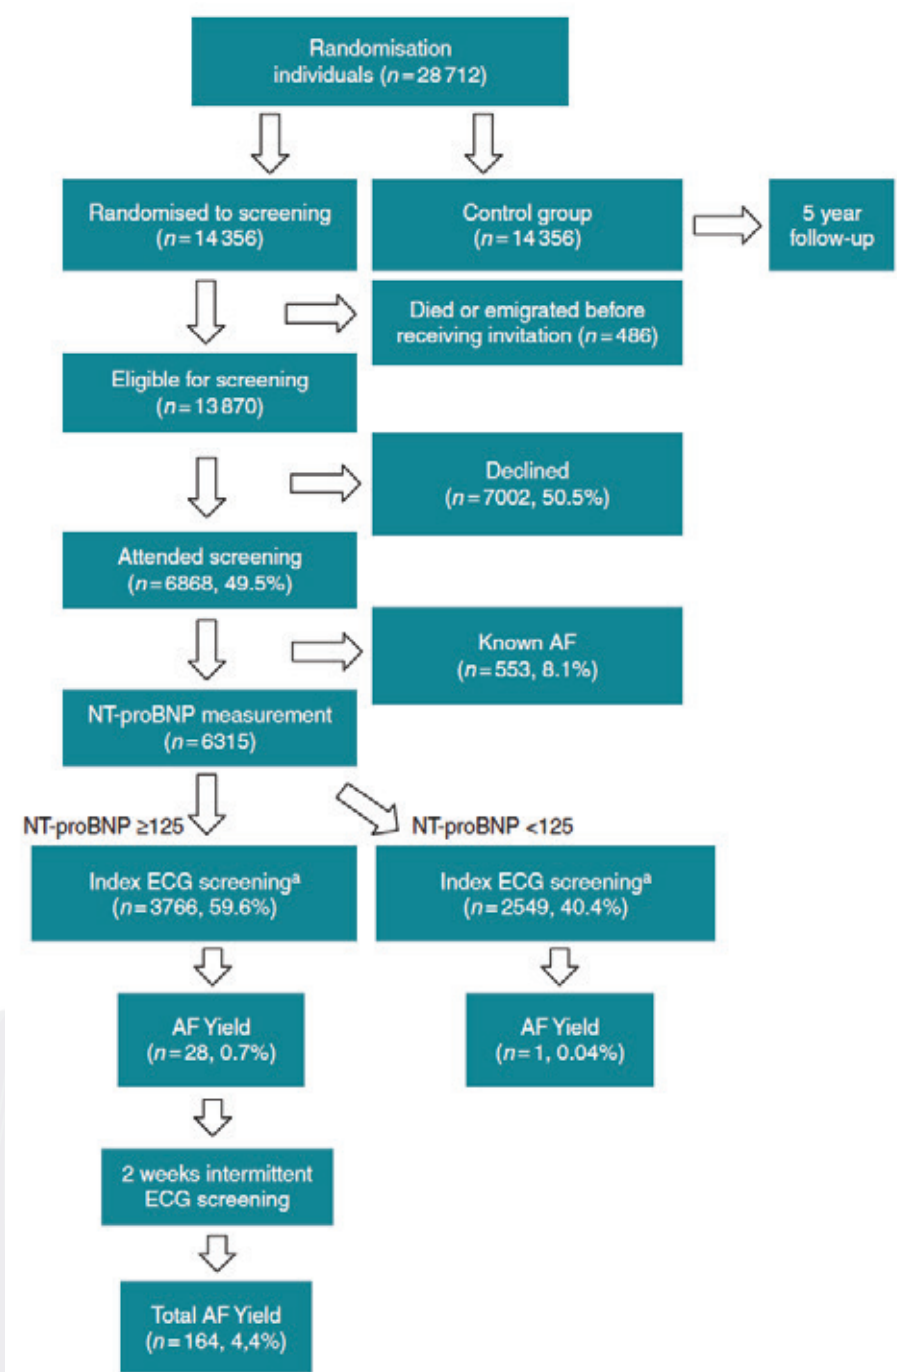 Randomisation
individuals (n=28 712)
Randomised to screening
(n=14 356)
Control group
(n=14 356)
5 year
follow-up
Died or emigrated before
receiving invitation (n=486)
Eligible for screening
(n=13 870)
Declined
(n=7002, 50.5%)
Attended screening
(n=6868, 49.5%)
Known AF
(n=553, 8.1%)
NT-proBNP measurement
(n=6315)
NT-proBNP ≥125
NT-proBNP <125
Index ECG screeningᵃ
(n=3766, 59.6%)
Index ECG screeningᵃ
(n=2549, 40.4%)
AF Yield
(n=28, 0.7%)
AF Yield
(n=1, 0.04%)
2 weeks intermittent
ECG screening
Total AF Yield
(n=164, 4,4%)